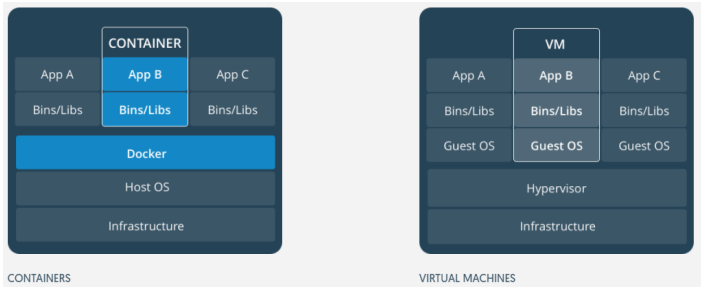 CONTAINER
App A App B App C
Bins/Libs Bins/Libs Bins/Libs
Docker
Host OS
Infrastructure
CONTAINERS
VM
App A App B App C
Bins/Libs Bins/Libs Bins/Libs
Guest OS Guest OS Guest OS
Hypervisor
Infrastructure
VIRTUAL MACHINES